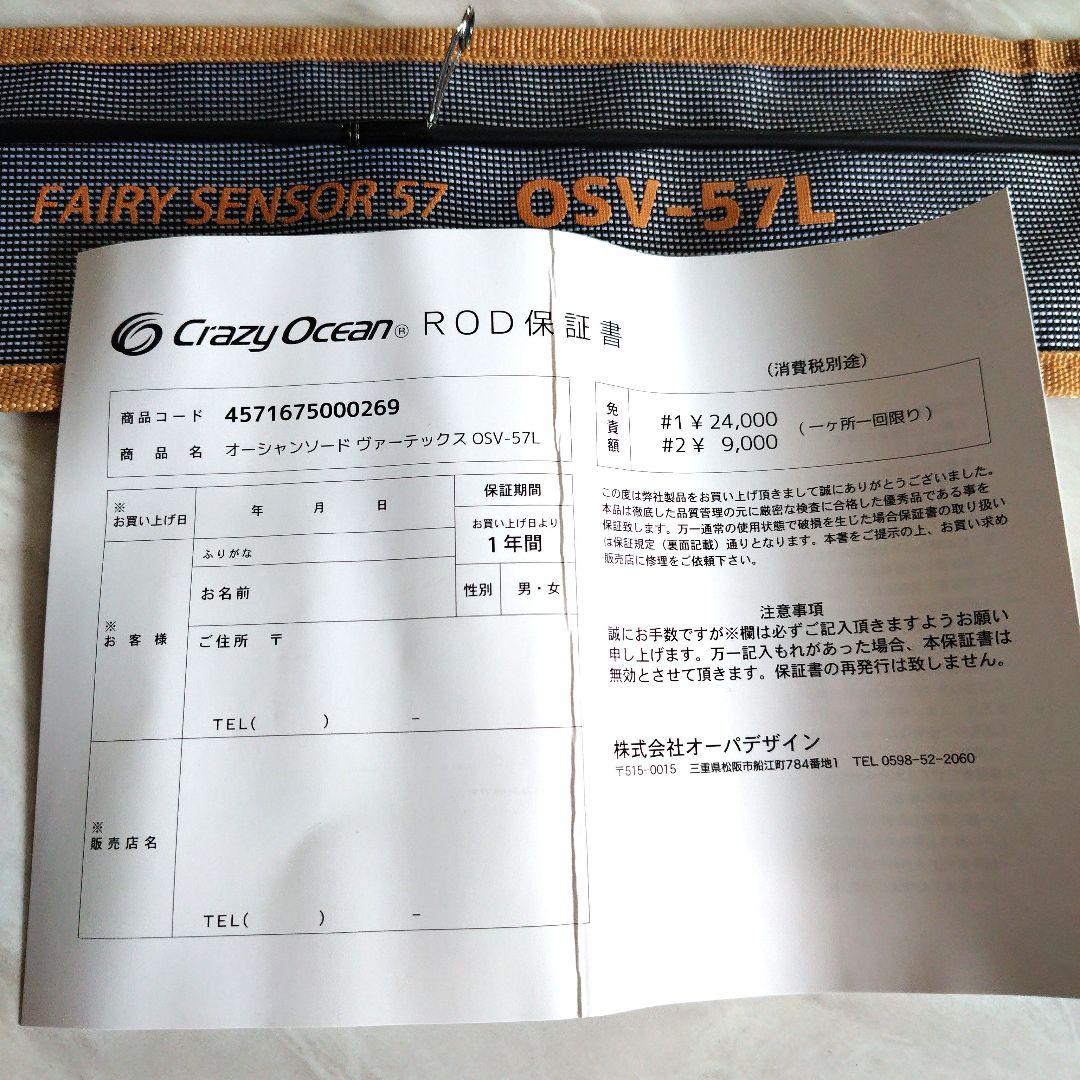 FAIRY SENSOR 57 OSV-57L
Crazy Ocean® ROD保証書
商品コード 4571675000269
商品名 オーシャンソード ヴァーテックス OSV-57L
※
お買い上げ日
年 月 日
保証期間
お買い上げ日より
1年間
※
お客様
ふりがな
お名前
性別 男・女
ご住所 〒
TEL( ) -
※
販売店名
TEL( ) -
(消費税別途)
免責額
#1 ¥ 24,000
#2 ¥ 9,000
(一ヶ所一回限り)
この度は弊社製品をお買い上げ頂きまして誠にありがとうございました。
本品は徹底した品質管理の元に厳密な検査に合格した優秀品である事を
保証致します。万一通常の使用状態で破損を生じた場合保証書の取り扱い
は保証規定（裏面記載）通りとなります。本書をご提示の上、お買い求め
販売店に修理をご依頼下さい。
注意事項
誠にお手数ですが※欄は必ずご記入頂きますようお願い
申し上げます。万一記入もれがあった場合、本保証書は
無効とさせて頂きます。保証書の再発行は致しません。
株式会社オーパデザイン
〒515-0015 三重県松阪市船江町784番地1 TEL 0598-52-2060